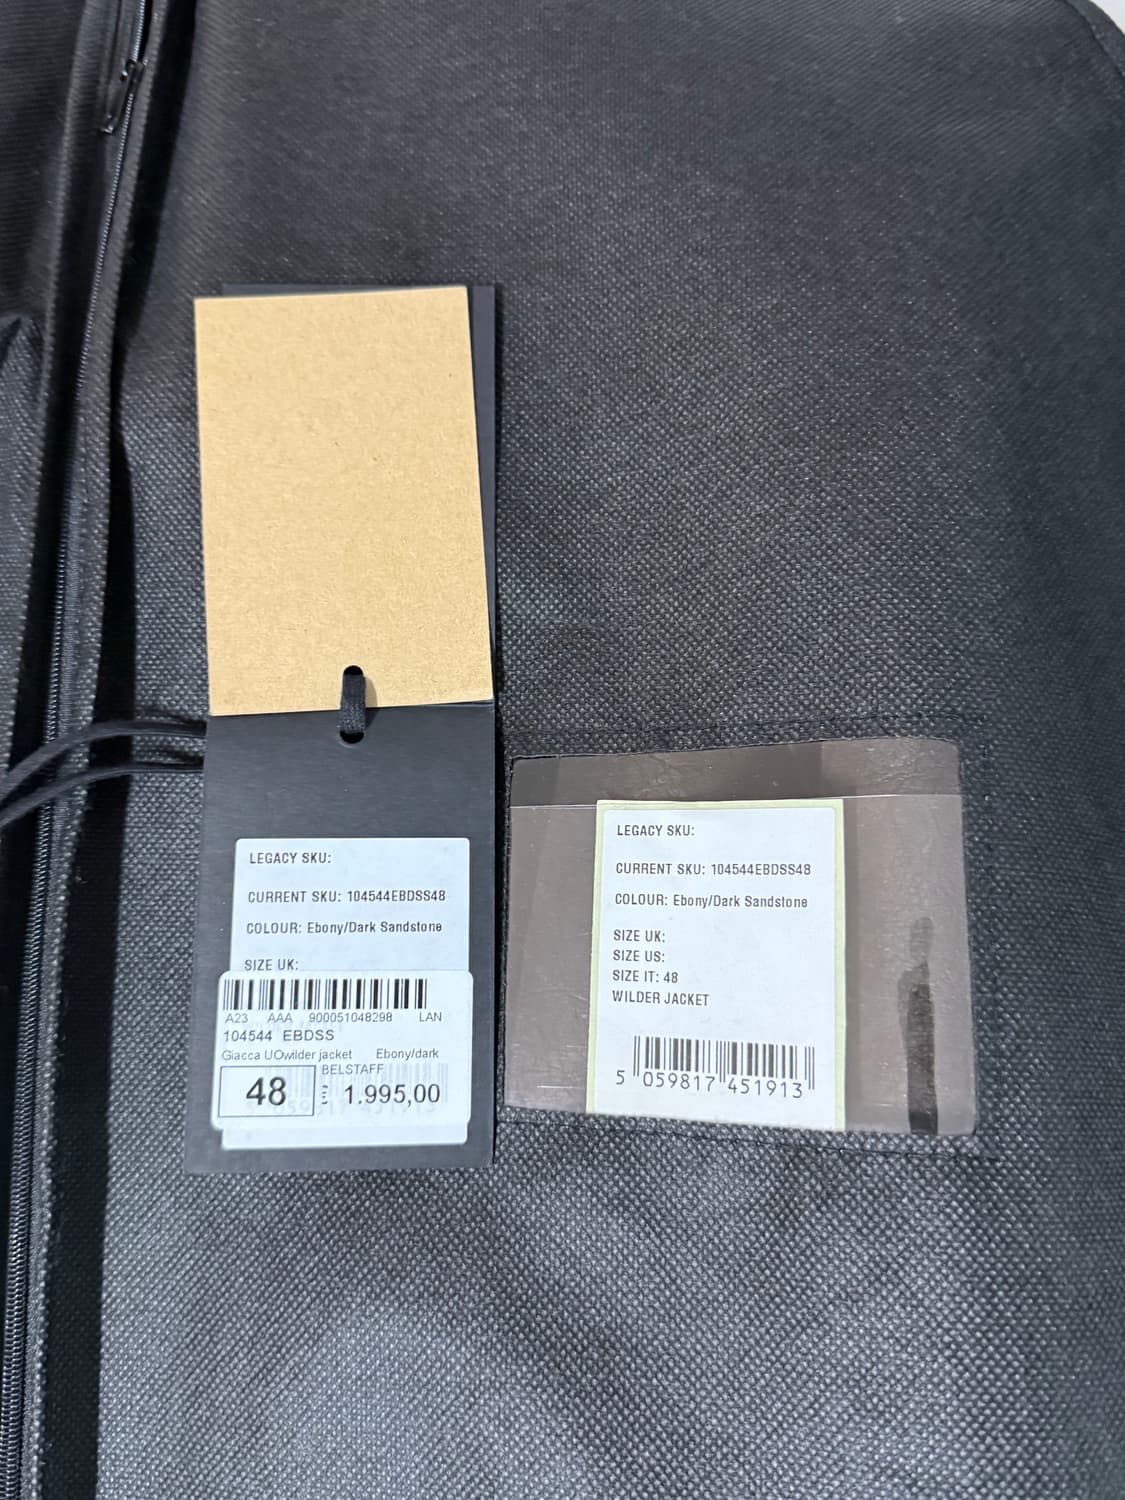 LEGACY SKU:
CURRENT SKU: 104544EBDSS48
COLOUR: Ebony/Dark Sandstone
SIZE UK:
A23 AAA 900051048298 LAN
104544 EBDSS
Giacca UOwilder jacket Ebony/dark
BELSTAFF
48 € 1.995,00
LEGACY SKU:
CURRENT SKU: 104544EBDSS48
COLOUR: Ebony/Dark Sandstone
SIZE UK:
SIZE US:
SIZE IT: 48
WILDER JACKET
5 059817 451913